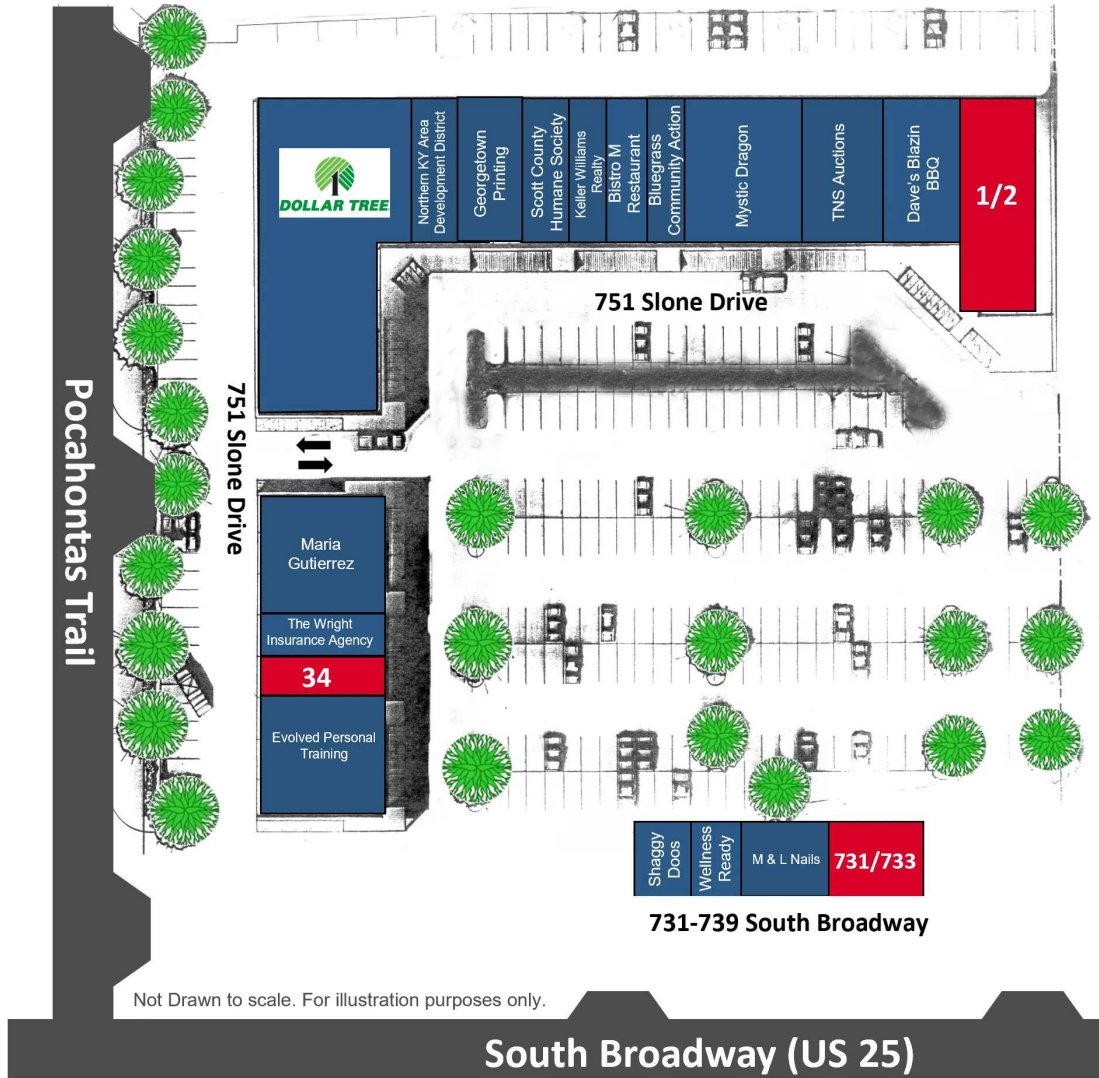 DOLLAR TREE
Northern KY Area
Development District
Georgetown
Printing
Scott County
Humane Society
Keller Williams
Realty
Bistro M
Restaurant
Bluegrass
Community Action
Mystic Dragon
TNS Auctions
Dave's Blazin
BBQ
1/2
751 Slone Drive
751 Slone Drive
Pocahontas Trail
Maria
Gutierrez
The Wright
Insurance Agency
34
Evolved Personal
Training
Shaggy
Doos
Wellness
Ready
M & L Nails
731/733
731-739 South Broadway
Not Drawn to scale. For illustration purposes only.
South Broadway (US 25)